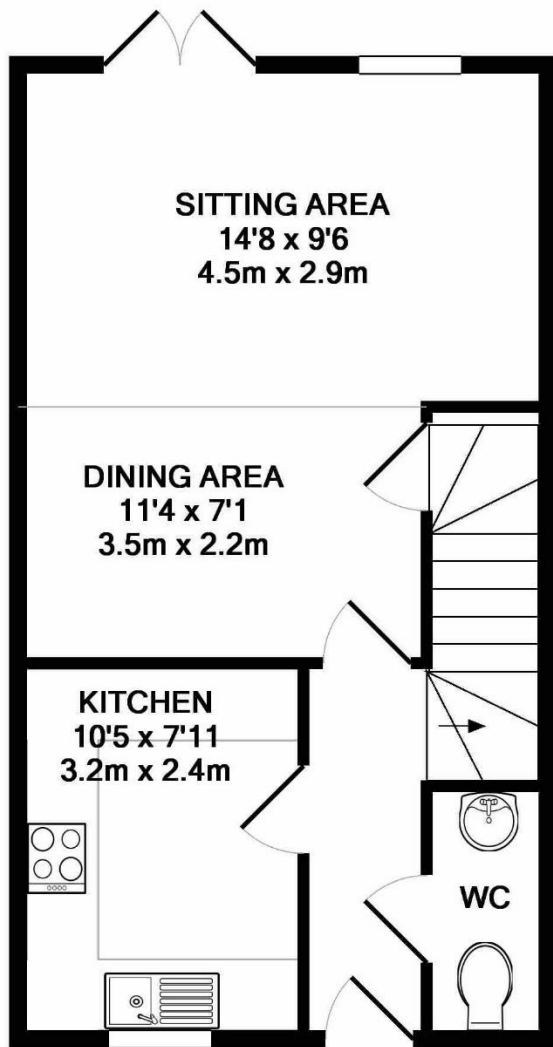 SITTING AREA
14'8 x 9'6
4.5m x 2.9m
DINING AREA
11'4 x 7'1
3.5m x 2.2m
KITCHEN
10'5 x 7'11
3.2m x 2.4m
WC